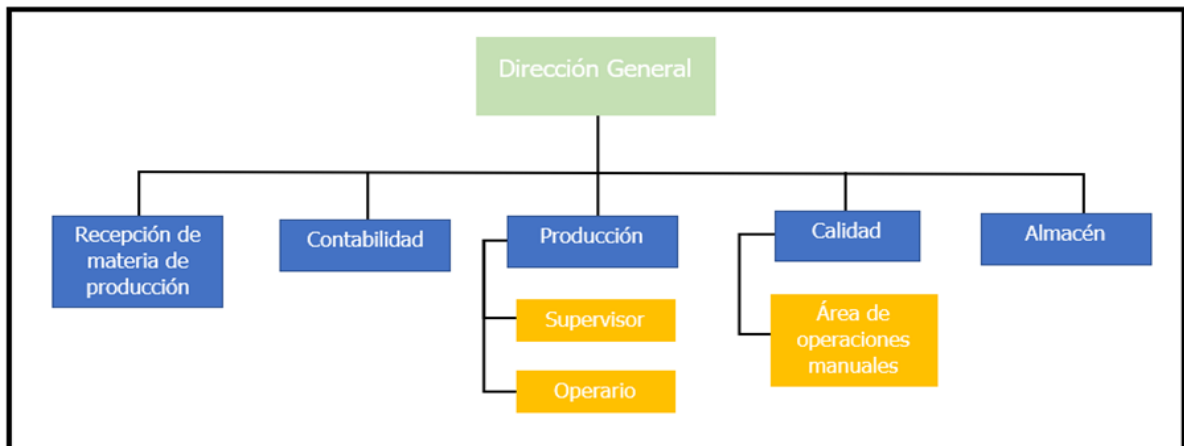 Dirección General
Recepción de
materia de
producción
Contabilidad
Producción
Calidad
Almacén
Supervisor
Operario
Área de
operaciones
manuales